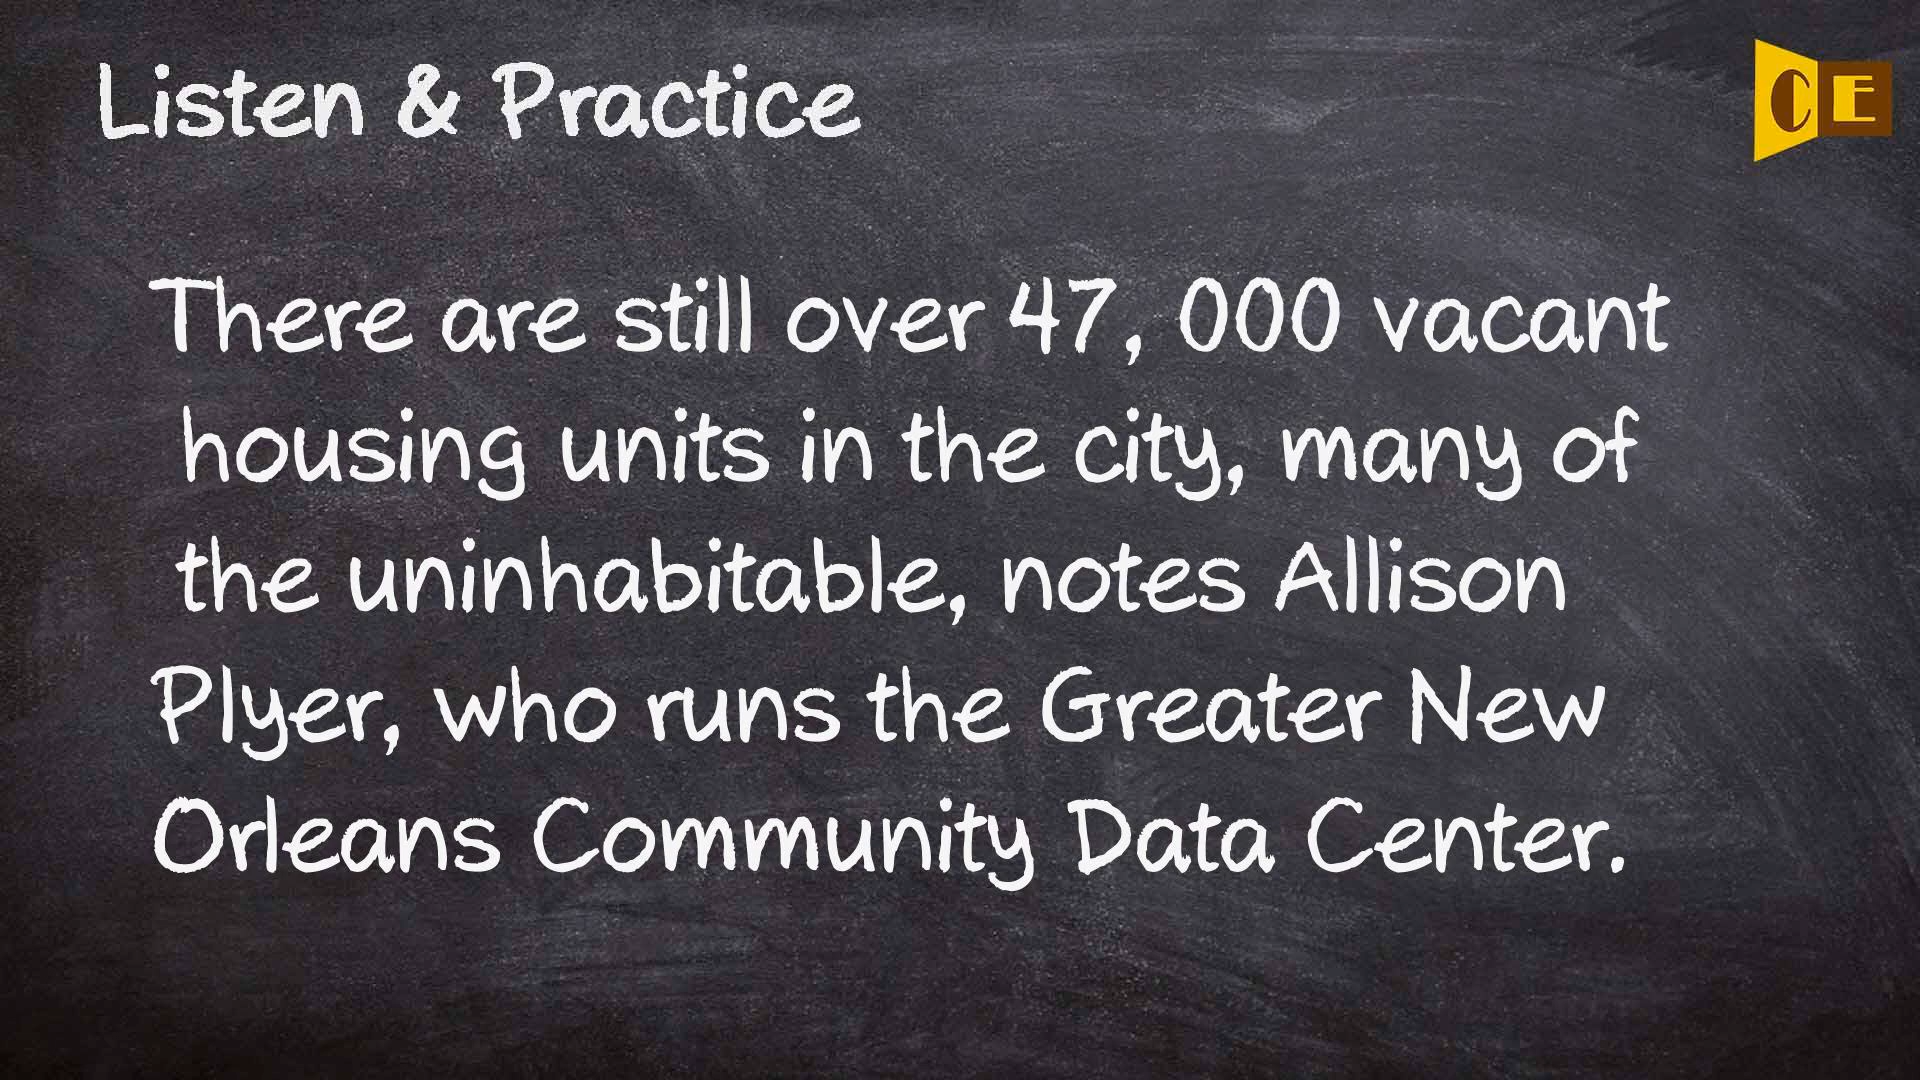 Listen & Practice
CE
There are still over 47, 000 vacant
housing units in the city, many of
the uninhabitable, notes Allison
Plyer, who runs the Greater New
Orleans Community Data Center.